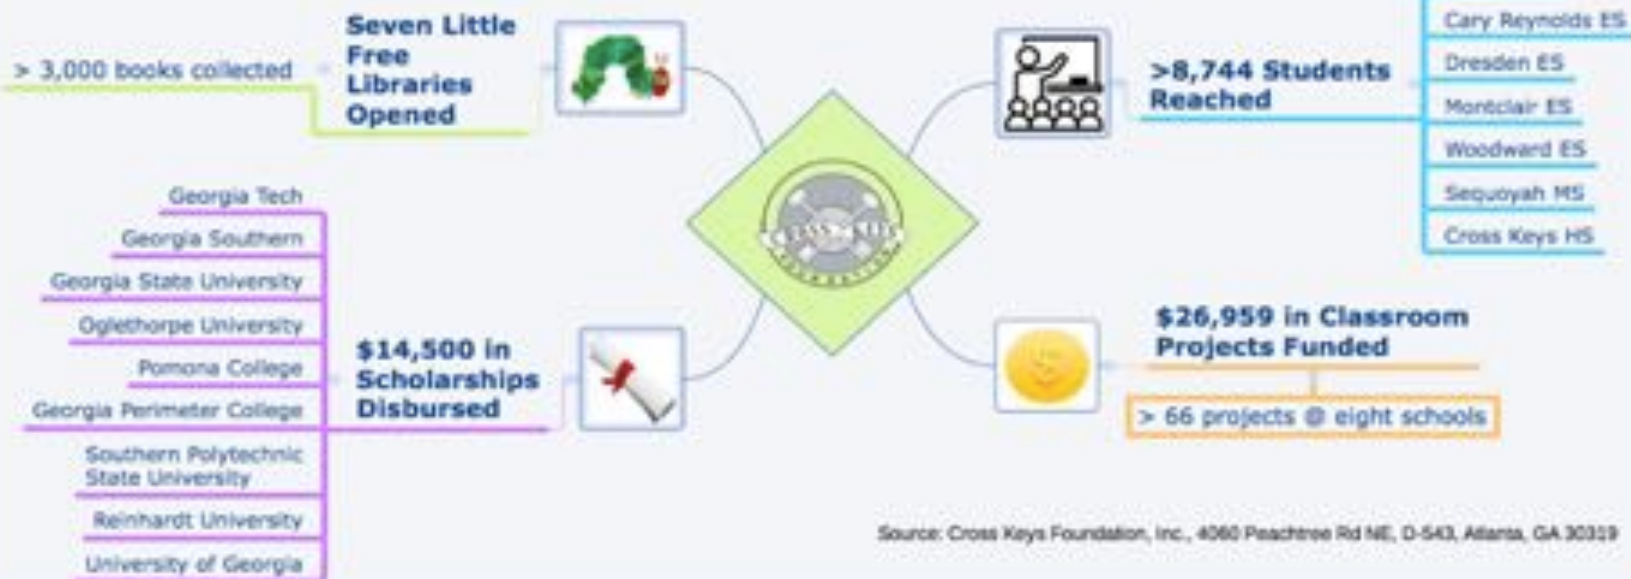 Seven Little
Free
Libraries
Opened
> 3,000 books collected
>8,744 Students
Reached
Cary Reynolds ES
Dresden ES
Montclair ES
Woodward ES
Sequoyah MS
Cross Keys HS
CROSS KEYS
FOUNDATION
Georgia Tech
Georgia Southern
Georgia State University
Oglethorpe University
Pomona College
Georgia Perimeter College
Southern Polytechnic
State University
Reinhardt University
University of Georgia
$14,500 in
Scholarships
Disbursed
$26,959 in Classroom
Projects Funded
> 66 projects @ eight schools
Source: Cross Keys Foundation, Inc., 4060 Peachtree Rd NE, D-543, Atlanta, GA 30319